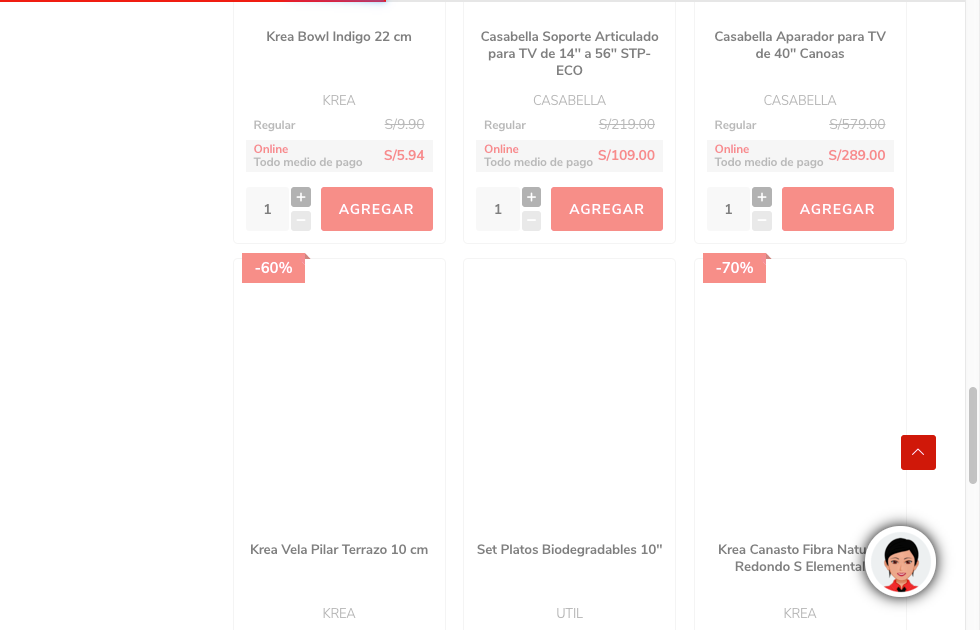 Krea Bowl Indigo 22 cm
KREA
Regular S/9.90
Online
Todo medio de pago S/5.94
1 + − AGREGAR
Casabella Soporte Articulado
para TV de 14'' a 56'' STP-
ECO
CASABELLA
Regular S/219.00
Online
Todo medio de pago S/109.00
1 + − AGREGAR
Casabella Aparador para TV
de 40'' Canoas
CASABELLA
Regular S/579.00
Online
Todo medio de pago S/289.00
1 + − AGREGAR
-60%
Krea Vela Pilar Terrazo 10 cm
KREA
Set Platos Biodegradables 10''
UTIL
-70%
Krea Canasto Fibra
Redondo S Elemental
KREA